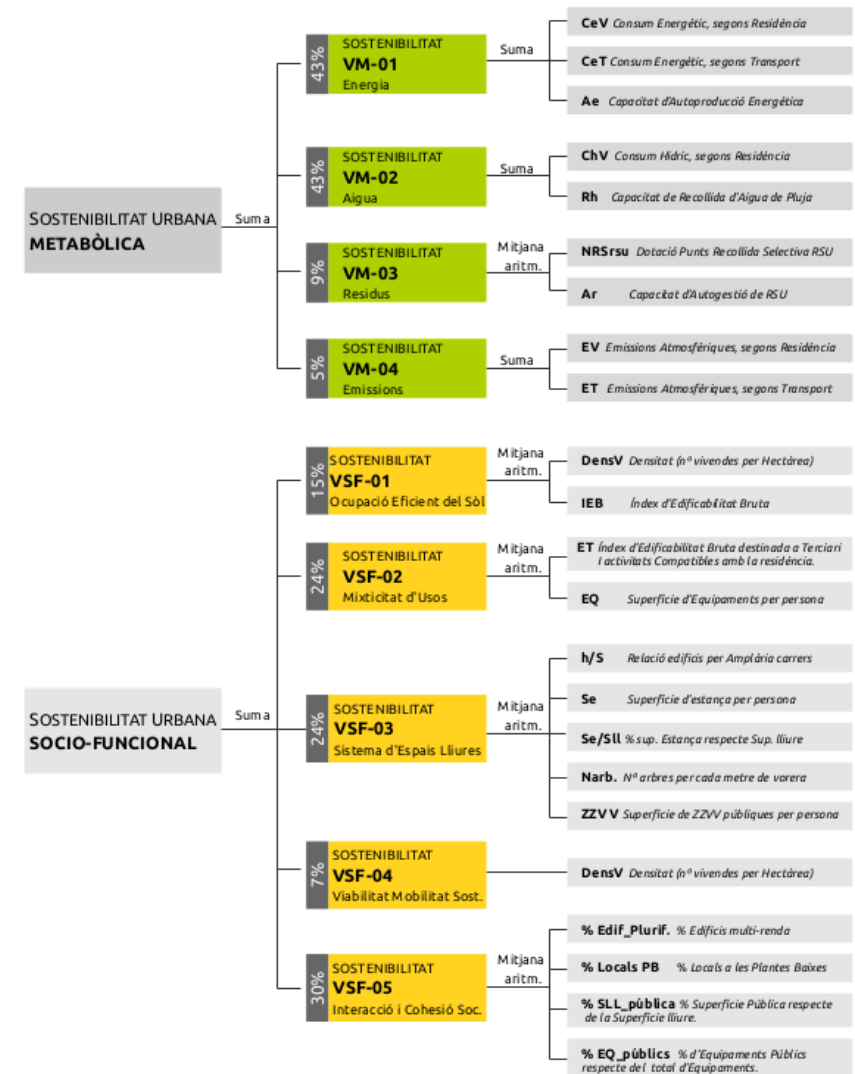 SOSTENIBILITAT URBANA
METABÒLICA
Suma
43%
SOSTENIBILITAT
VM-01
Energia
Suma
CeV Consum Energétic, segons Residència
CeT Consum Energètic, segons Transport
Ae Capacitat d'Autoproducció Energètica
43%
SOSTENIBILITAT
VM-02
Aigua
Suma
ChV Consum Hídric, segons Residència
Rh Capacitat de Recollida d'Aigua de Pluja
9%
SOSTENIBILITAT
VM-03
Residus
Mitjana
aritm.
NRSrsu Dotació Punts Recollida Selectiva RSU
Ar Capacitat d'Autogestió de RSU
5%
SOSTENIBILITAT
VM-04
Emissions
Suma
EV Emissions Atmosfèriques, segons Residència
ET Emissions Atmosfèriques, segons Transport
SOSTENIBILITAT URBANA
SOCIO-FUNCIONAL
Suma
15%
SOSTENIBILITAT
VSF-01
Ocupació Eficient del Sòl
Mitjana
aritm.
DensV Densitat (nº vivendes per Hectàrea)
IEB Índex d'Edificabilitat Bruta
24%
SOSTENIBILITAT
VSF-02
Mixticitat d'Usos
Mitjana
aritm.
ET Índex d'Edificabilitat Bruta destinada a Terciari
i activitats Compatibles amb la residència.
EQ Superfície d'Equipaments per persona
24%
SOSTENIBILITAT
VSF-03
Sistema d'Espais Lliures
Mitjana
aritm.
h/S Relació edificis per Amplària carrers
Se Superfície d'estança per persona
Se/Sll % sup. Estança respecte Sup. lliure
Narb. Nº arbres per cada metre de vorera
ZZVV Superfície de ZZVV públiques per persona
7%
SOSTENIBILITAT
VSF-04
Viabilitat Mobilitat Sost.
DensV Densitat (nº vivendes per Hectàrea)
30%
SOSTENIBILITAT
VSF-05
Interacció i Cohesió Soc.
Mitjana
aritm.
% Edif_Plurif. % Edificis multi-renda
% Locals PB % Locals a les Plantes Baixes
% SLL_pública % Superfície Pública respecte
de la Superfície lliure.
% EQ_públics % d'Equipaments Públics
respecte del total d'Equipaments.